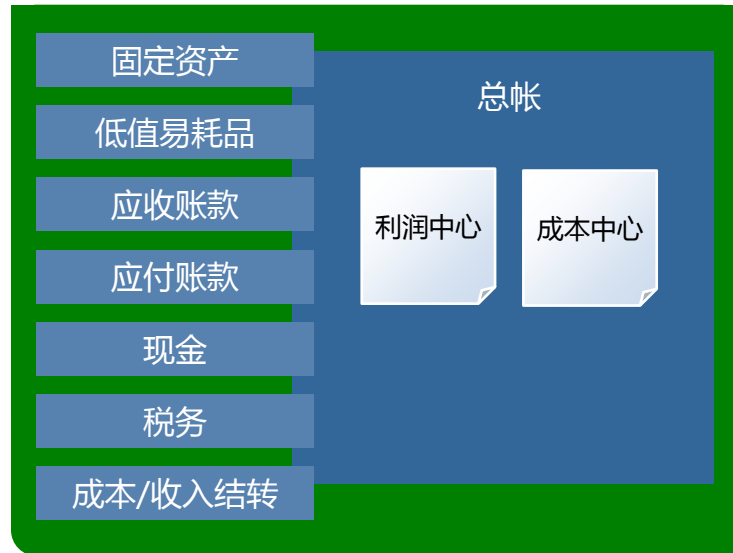 固定资产
低值易耗品
应收账款
应付账款
现金
税务
成本/收入结转
总帐
利润中心
成本中心